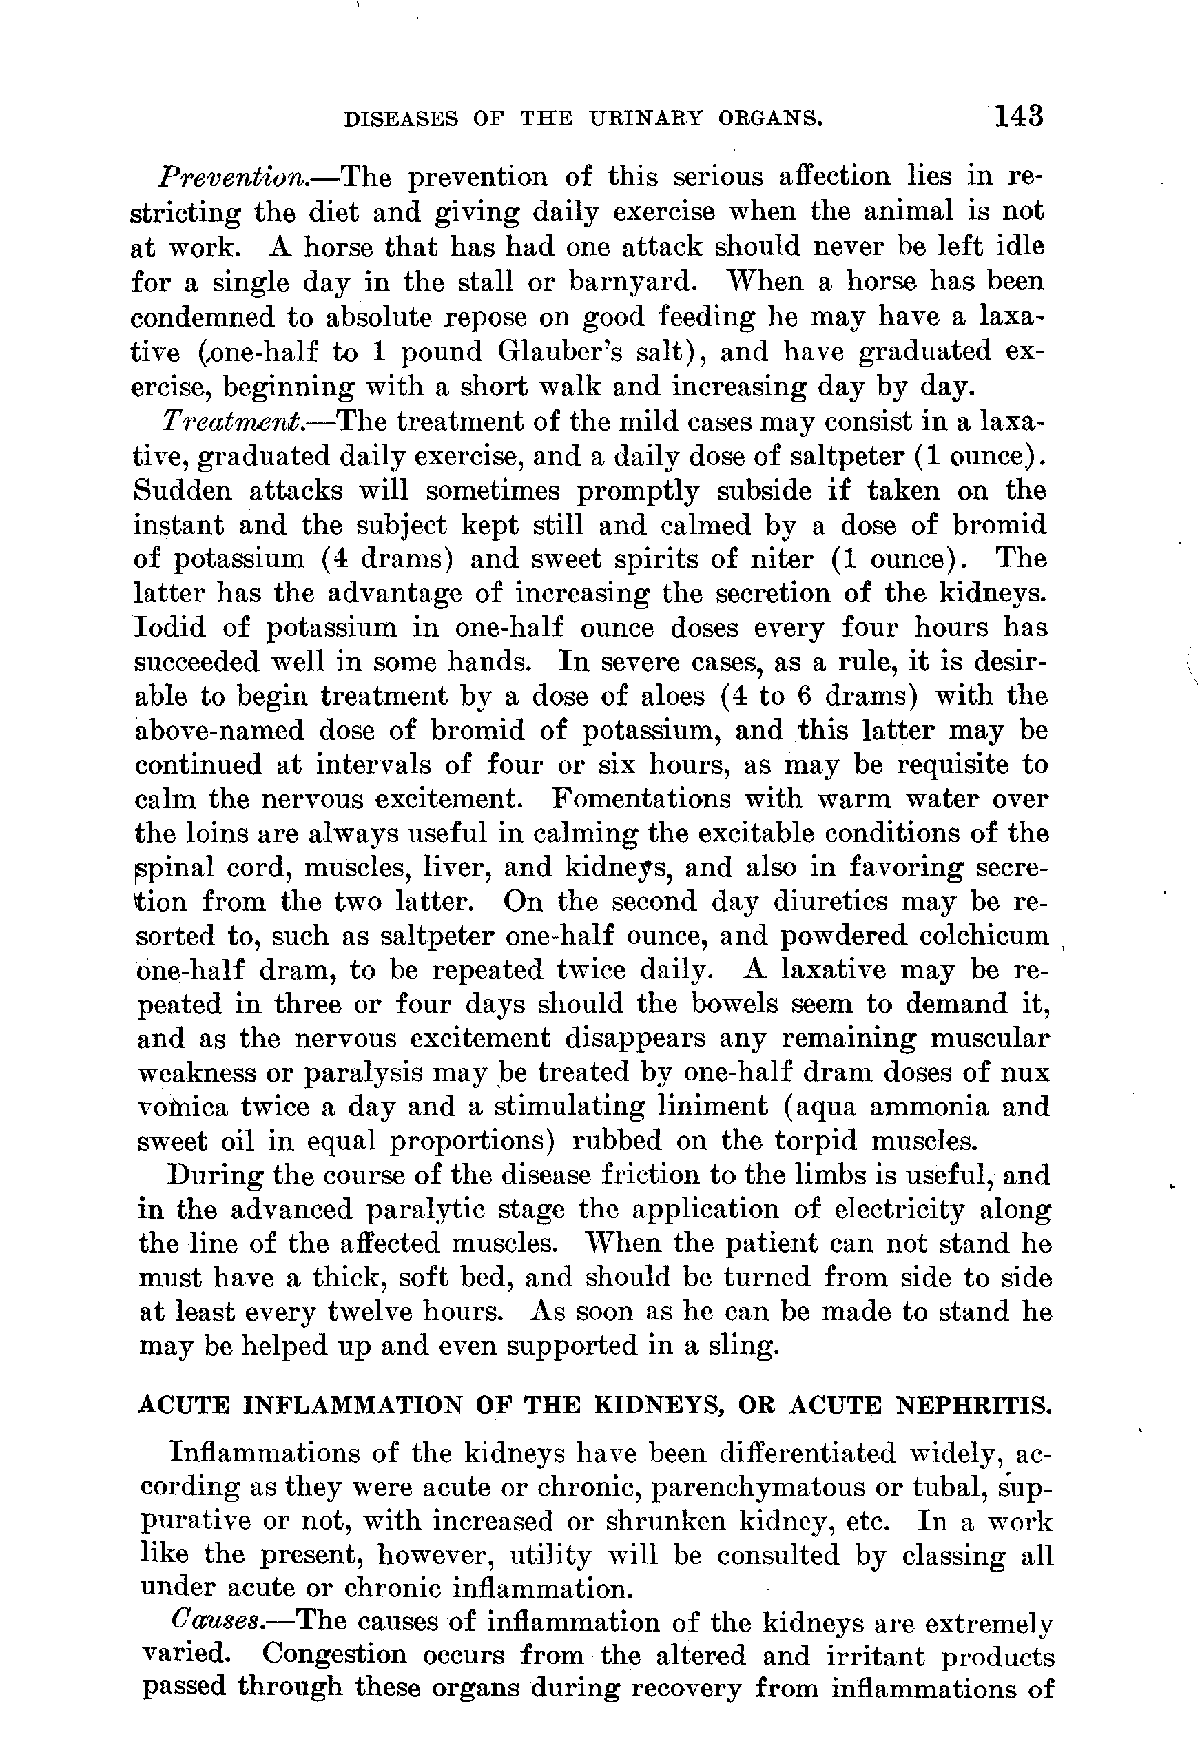 DISEASES OF THE URINARY ORGANS. 143
Prevention.—The prevention of this serious affection lies in re-
stricting the diet and giving daily exercise when the animal is not
at work. A horse that has had one attack should never be left idle
for a single day in the stall or barnyard. When a horse has been
condemned to absolute repose on good feeding he may have a laxa-
tive (one-half to 1 pound Glauber's salt), and have graduated ex-
ercise, beginning with a short walk and increasing day by day.
Treatment.—The treatment of the mild cases may consist in a laxa-
tive, graduated daily exercise, and a daily dose of saltpeter (1 ounce).
Sudden attacks will sometimes promptly subside if taken on the
instant and the subject kept still and calmed by a dose of bromid
of potassium (4 drams) and sweet spirits of niter (1 ounce). The
latter has the advantage of increasing the secretion of the kidneys.
Iodid of potassium in one-half ounce doses every four hours has
succeeded well in some hands. In severe cases, as a rule, it is desir-
able to begin treatment by a dose of aloes (4 to 6 drams) with the
above-named dose of bromid of potassium, and this latter may be
continued at intervals of four or six hours, as may be requisite to
calm the nervous excitement. Fomentations with warm water over
the loins are always useful in calming the excitable conditions of the
spinal cord, muscles, liver, and kidneys, and also in favoring secre-
tion from the two latter. On the second day diuretics may be re-
sorted to, such as saltpeter one-half ounce, and powdered colchicum
one-half dram, to be repeated twice daily. A laxative may be re-
peated in three or four days should the bowels seem to demand it,
and as the nervous excitement disappears any remaining muscular
weakness or paralysis may be treated by one-half dram doses of nux
vomica twice a day and a stimulating liniment (aqua ammonia and
sweet oil in equal proportions) rubbed on the torpid muscles.
During the course of the disease friction to the limbs is useful, and
in the advanced paralytic stage the application of electricity along
the line of the affected muscles. When the patient can not stand he
must have a thick, soft bed, and should be turned from side to side
at least every twelve hours. As soon as he can be made to stand he
may be helped up and even supported in a sling.
ACUTE INFLAMMATION OF THE KIDNEYS, OR ACUTE NEPHRITIS.
Inflammations of the kidneys have been differentiated widely, ac-
cording as they were acute or chronic, parenchymatous or tubal, sup-
purative or not, with increased or shrunken kidney, etc. In a work
like the present, however, utility will be consulted by classing all
under acute or chronic inflammation.
Causes.—The causes of inflammation of the kidneys are extremely
varied. Congestion occurs from the altered and irritant products
passed through these organs during recovery from inflammations of